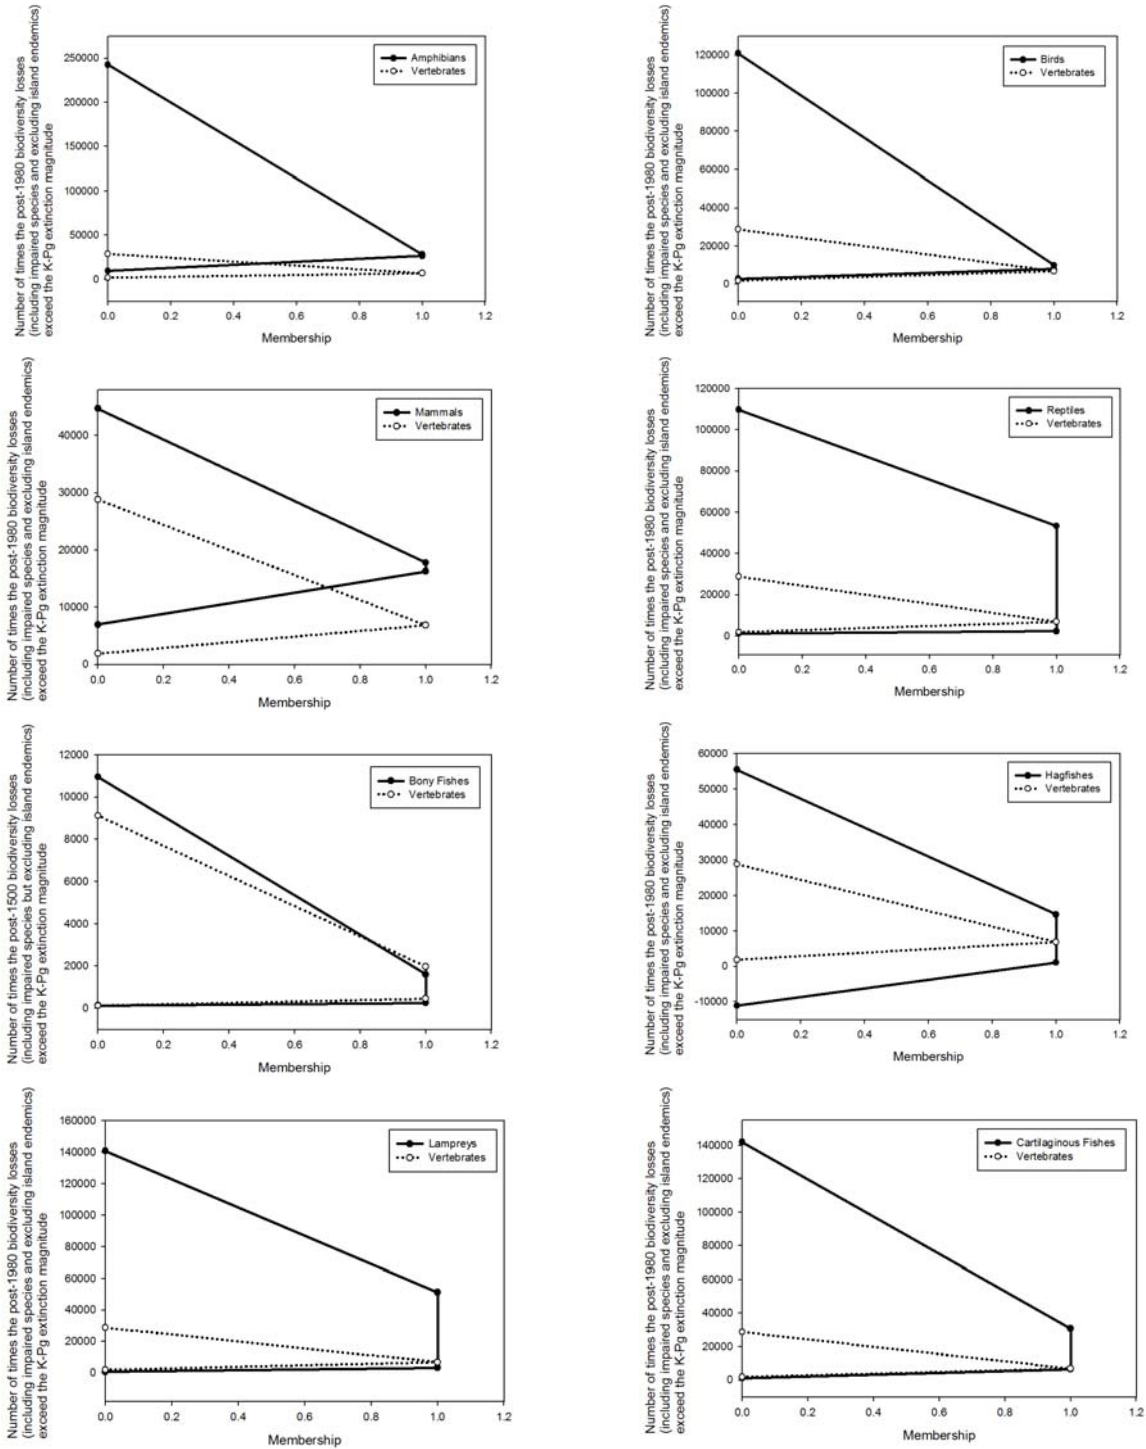 Number of times the post-1980 biodiversity losses
(including impaired species and excluding island endemics)
exceed the K-Pg extinction magnitude
250000
200000
150000
100000
50000
0
Amphibians
Vertebrates
0.0 0.2 0.4 0.6 0.8 1.0 1.2
Membership
Number of times the post-1980 biodiversity losses
(including impaired species and excluding island endemics)
exceed the K-Pg extinction magnitude
120000
100000
80000
60000
40000
20000
0
Birds
Vertebrates
0.0 0.2 0.4 0.6 0.8 1.0 1.2
Membership
Number of times the post-1980 biodiversity losses
(including impaired species and excluding island endemics)
exceed the K-Pg extinction magnitude
40000
30000
20000
10000
0
Mammals
Vertebrates
0.0 0.2 0.4 0.6 0.8 1.0 1.2
Membership
Number of times the post-1980 biodiversity losses
(including impaired species and excluding island endemics)
exceed the K-Pg extinction magnitude
120000
100000
80000
60000
40000
20000
0
Reptiles
Vertebrates
0.0 0.2 0.4 0.6 0.8 1.0 1.2
Membership
Number of times the post-1500 biodiversity losses
(including impaired species but excluding island endemics)
exceed the K-Pg extinction magnitude
12000
10000
8000
6000
4000
2000
0
Bony Fishes
Vertebrates
0.0 0.2 0.4 0.6 0.8 1.0 1.2
Membership
Number of times the post-1980 biodiversity losses
(including impaired species and excluding island endemics)
exceed the K-Pg extinction magnitude
60000
50000
40000
30000
20000
10000
0
-10000
Hagfishes
Vertebrates
0.0 0.2 0.4 0.6 0.8 1.0 1.2
Membership
Number of times the post-1980 biodiversity losses
(including impaired species and excluding island endemics)
exceed the K-Pg extinction magnitude
160000
140000
120000
100000
80000
60000
40000
20000
0
Lampreys
Vertebrates
0.0 0.2 0.4 0.6 0.8 1.0 1.2
Membership
Number of times the post-1980 biodiversity losses
(including impaired species and excluding island endemics)
exceed the K-Pg extinction magnitude
140000
120000
100000
80000
60000
40000
20000
0
Cartilaginous Fishes
Vertebrates
0.0 0.2 0.4 0.6 0.8 1.0 1.2
Membership